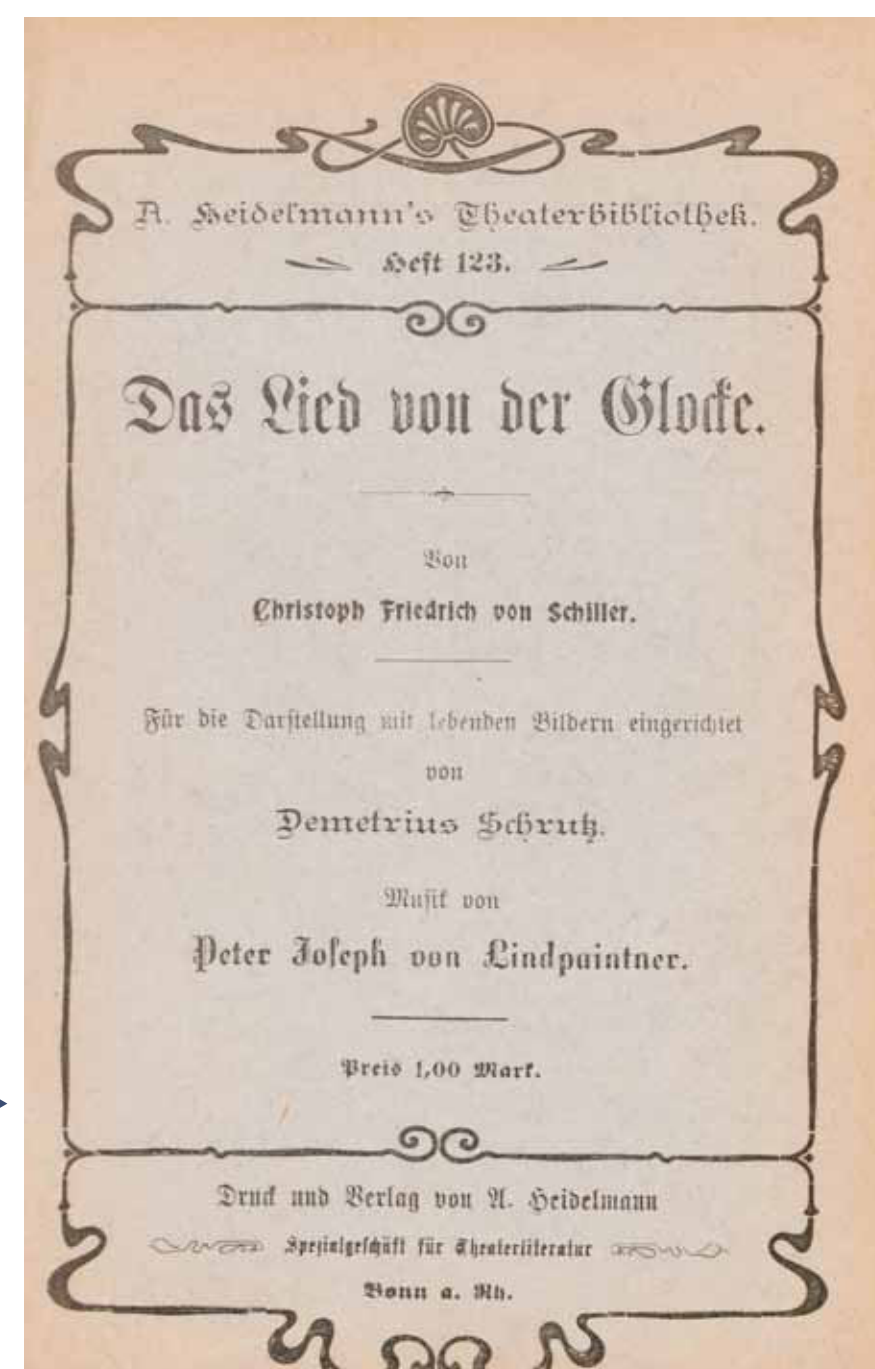 A. Heidelmann's Theaterbibliothek.
Heft 123.
Das Lied von der Glocke.
Von
Christoph Friedrich von Schiller.
Für die Darstellung mit lebenden Bildern eingerichtet
von
Demetrius Schrutz.
Musik von
Peter Joseph von Lindpaintner.
Preis 1,00 Mark.
Druck und Verlag von A. Heidelmann
Spezialgeschäft für Theaterliteratur
Bonn a. Rh.